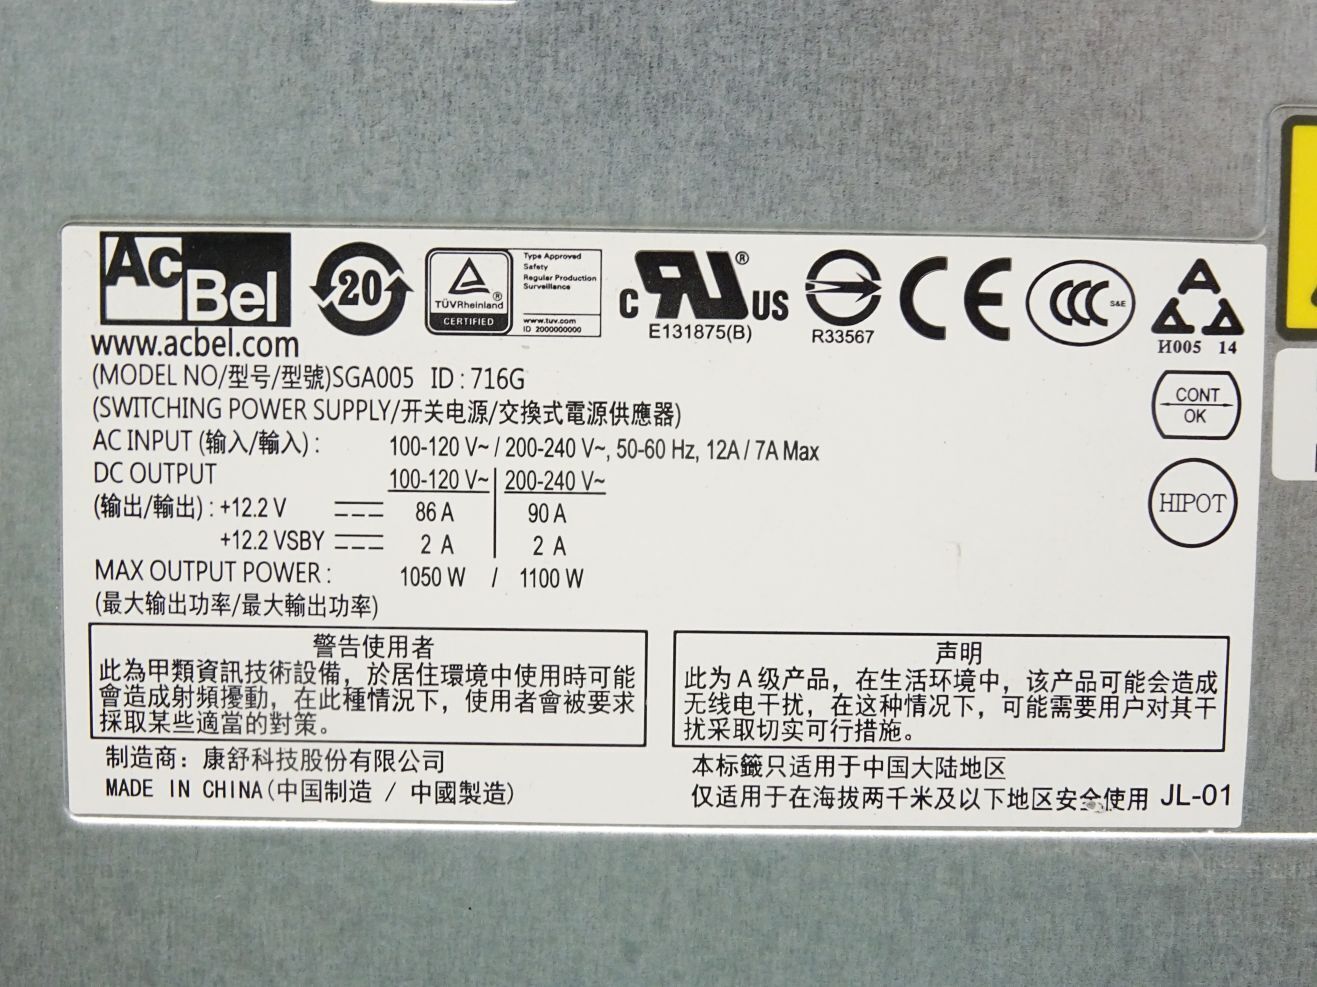 AcBel
www.acbel.com
20
TÜVRheinland
CERTIFIED
Type Approved
Safety
Regular Production
Surveillance
www.tuv.com
ID 2000000000
C RU US ®
E131875(B)
R33567
CE
CCC S&E
H005 14
(MODEL NO/型号/型號)SGA005 ID : 716G
(SWITCHING POWER SUPPLY/开关电源/交換式電源供應器)
CONT
OK
AC INPUT (输入/輸入) : 100-120 V~ / 200-240 V~, 50-60 Hz, 12A / 7A Max
DC OUTPUT 100-120 V~ 200-240 V~
(输出/輸出) : +12.2 V 86 A 90 A
HIPOT
+12.2 VSBY 2 A 2 A
MAX OUTPUT POWER : 1050 W / 1100 W
(最大输出功率/最大輸出功率)
警告使用者
此為甲類資訊技術設備，於居住環境中使用時可能
會造成射頻擾動，在此種情況下，使用者會被要求
採取某些適當的對策。
声明
此为 A 级产品，在生活环境中，该产品可能会造成
无线电干扰，在这种情况下，可能需要用户对其干
扰采取切实可行措施。
制造商：康舒科技股份有限公司
MADE IN CHINA(中国制造 / 中國製造)
本标籤只适用于中国大陆地区
仅适用于在海拔两千米及以下地区安全使用 JL-01